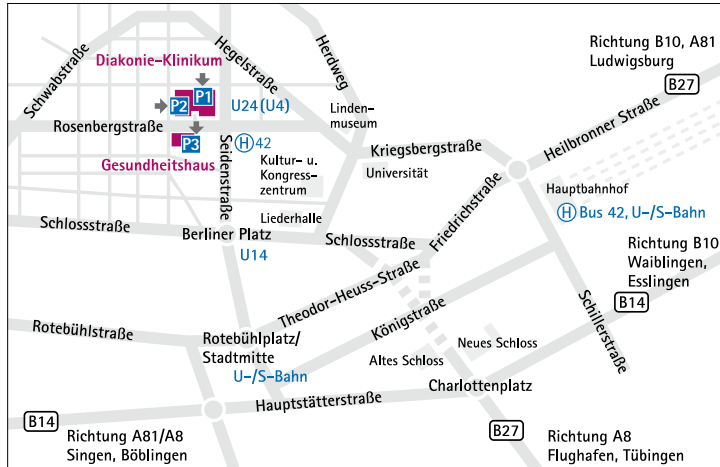 Schwabstraße
Diakonie-Klinikum
Hegelstraße
Herdweg
Richtung B10, A81
Ludwigsburg
B27
P1
P2
U24 (U4)
Linden-
museum
Rosenbergstraße
P3
H 42
Gesundheitshaus
Seidenstraße
Kultur- u.
Kongress-
zentrum
Kriegsbergstraße
Universität
Heilbronner Straße
Hauptbahnhof
H Bus 42, U-/S-Bahn
Liederhalle
Friedrichstraße
Schlossstraße
Berliner Platz
Schlossstraße
U14
Richtung B10
Waiblingen,
Esslingen
B14
Theodor-Heuss-Straße
Königstraße
Schillerstraße
Rotebühlstraße
Rotebühlplatz/
Stadtmitte
U-/S-Bahn
Altes Schloss
Neues Schloss
Charlottenplatz
Hauptstätterstraße
B14
Richtung A81/A8
Singen, Böblingen
B27
Richtung A8
Flughafen, Tübingen